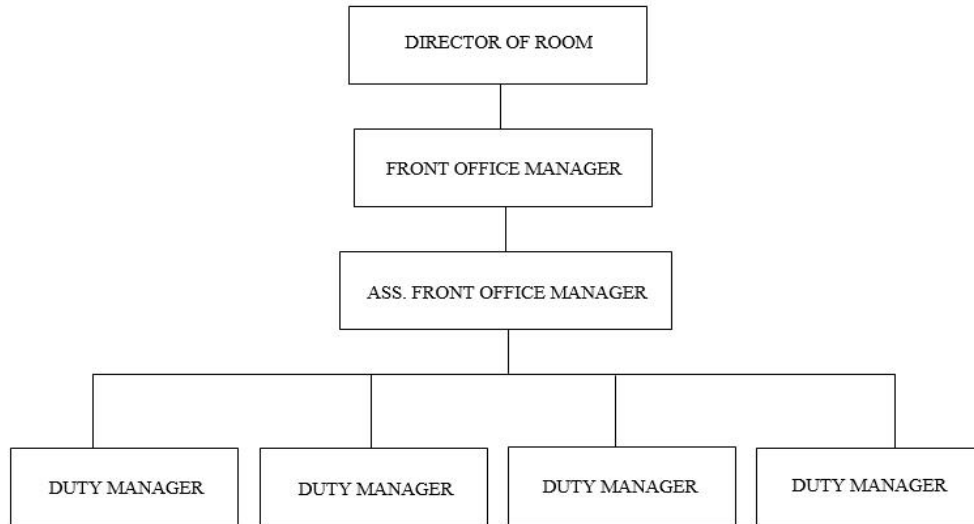 DIRECTOR OF ROOM
FRONT OFFICE MANAGER
ASS. FRONT OFFICE MANAGER
DUTY MANAGER
DUTY MANAGER
DUTY MANAGER
DUTY MANAGER